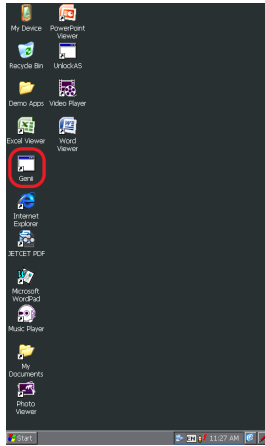 My Device
PowerPoint
Viewer
Recycle Bin
UnlockAS
Demo Apps
Video Player
Excel Viewer
Word
Viewer
Genii
Internet
Explorer
JETCET PDF
Microsoft
WordPad
Music Player
My
Documents
Photo
Viewer
Start
EN
11:27 AM